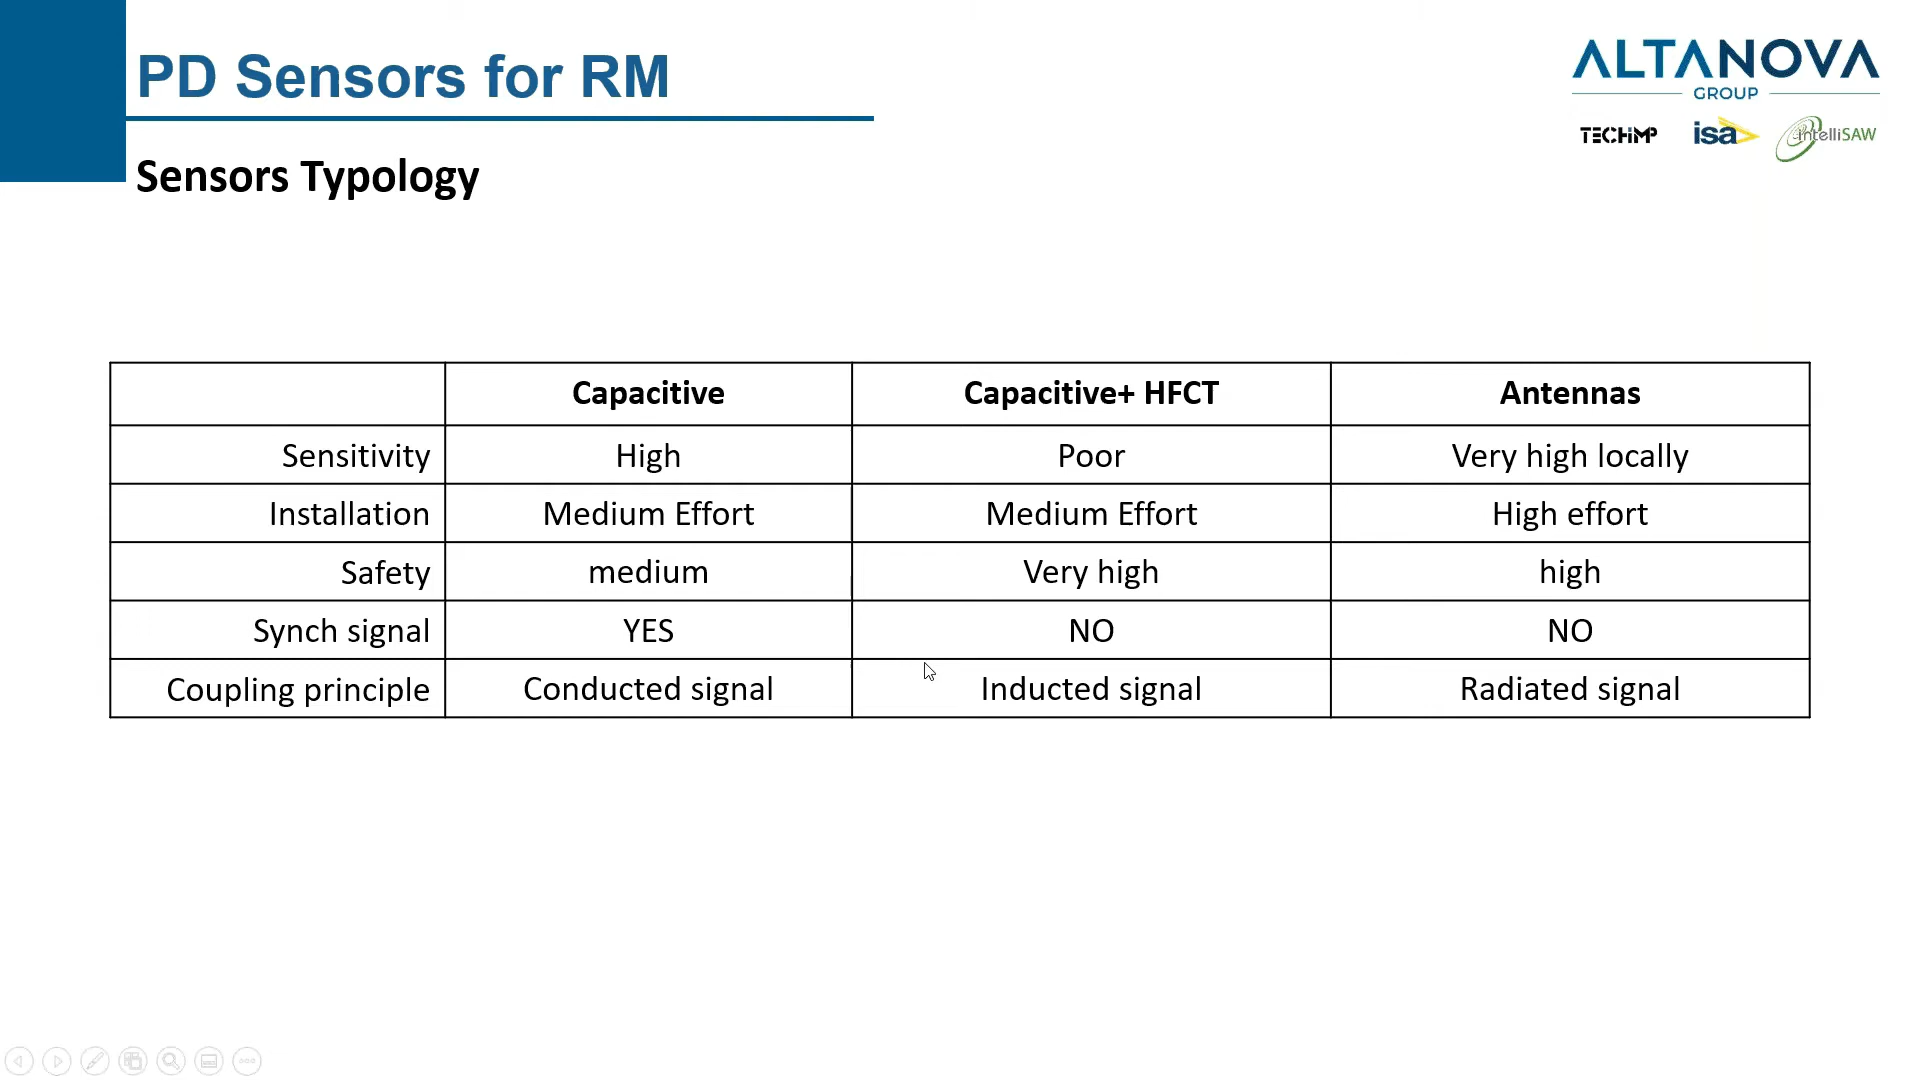 PD Sensors for RM
ALTANOVA
GROUP
TECHIMP isa intelliSAW
Sensors Typology
Capacitive Capacitive+ HFCT Antennas
Sensitivity High Poor Very high locally
Installation Medium Effort Medium Effort High effort
Safety medium Very high high
Synch signal YES NO NO
Coupling principle Conducted signal Inducted signal Radiated signal